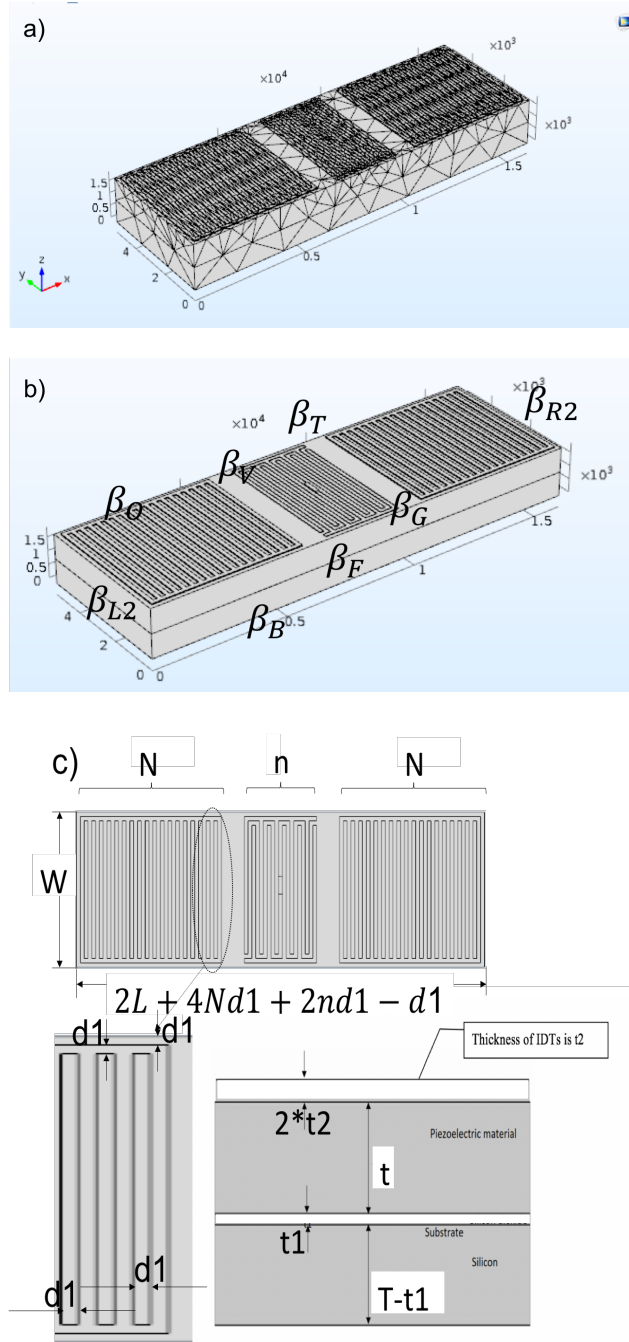 a)
×10³
×10⁴
×10³
1.5
1
0.5
0
1.5
1
0.5
4
2
0
0
z
y
x
b)
×10³
β_R2
β_T
×10⁴
β_V
×10³
β_O
β_G
1.5
1
0.5
0
1.5
β_F
1
β_L2
4
2
0.5
β_B
0
0
c)
N
n
N
W
2L + 4Nd1 + 2nd1 − d1
d1
d1
Thickness of IDTs is t2
2*t2
Piezoelectric material
t
t1
Substrate
Silicon
d1
d1
T-t1